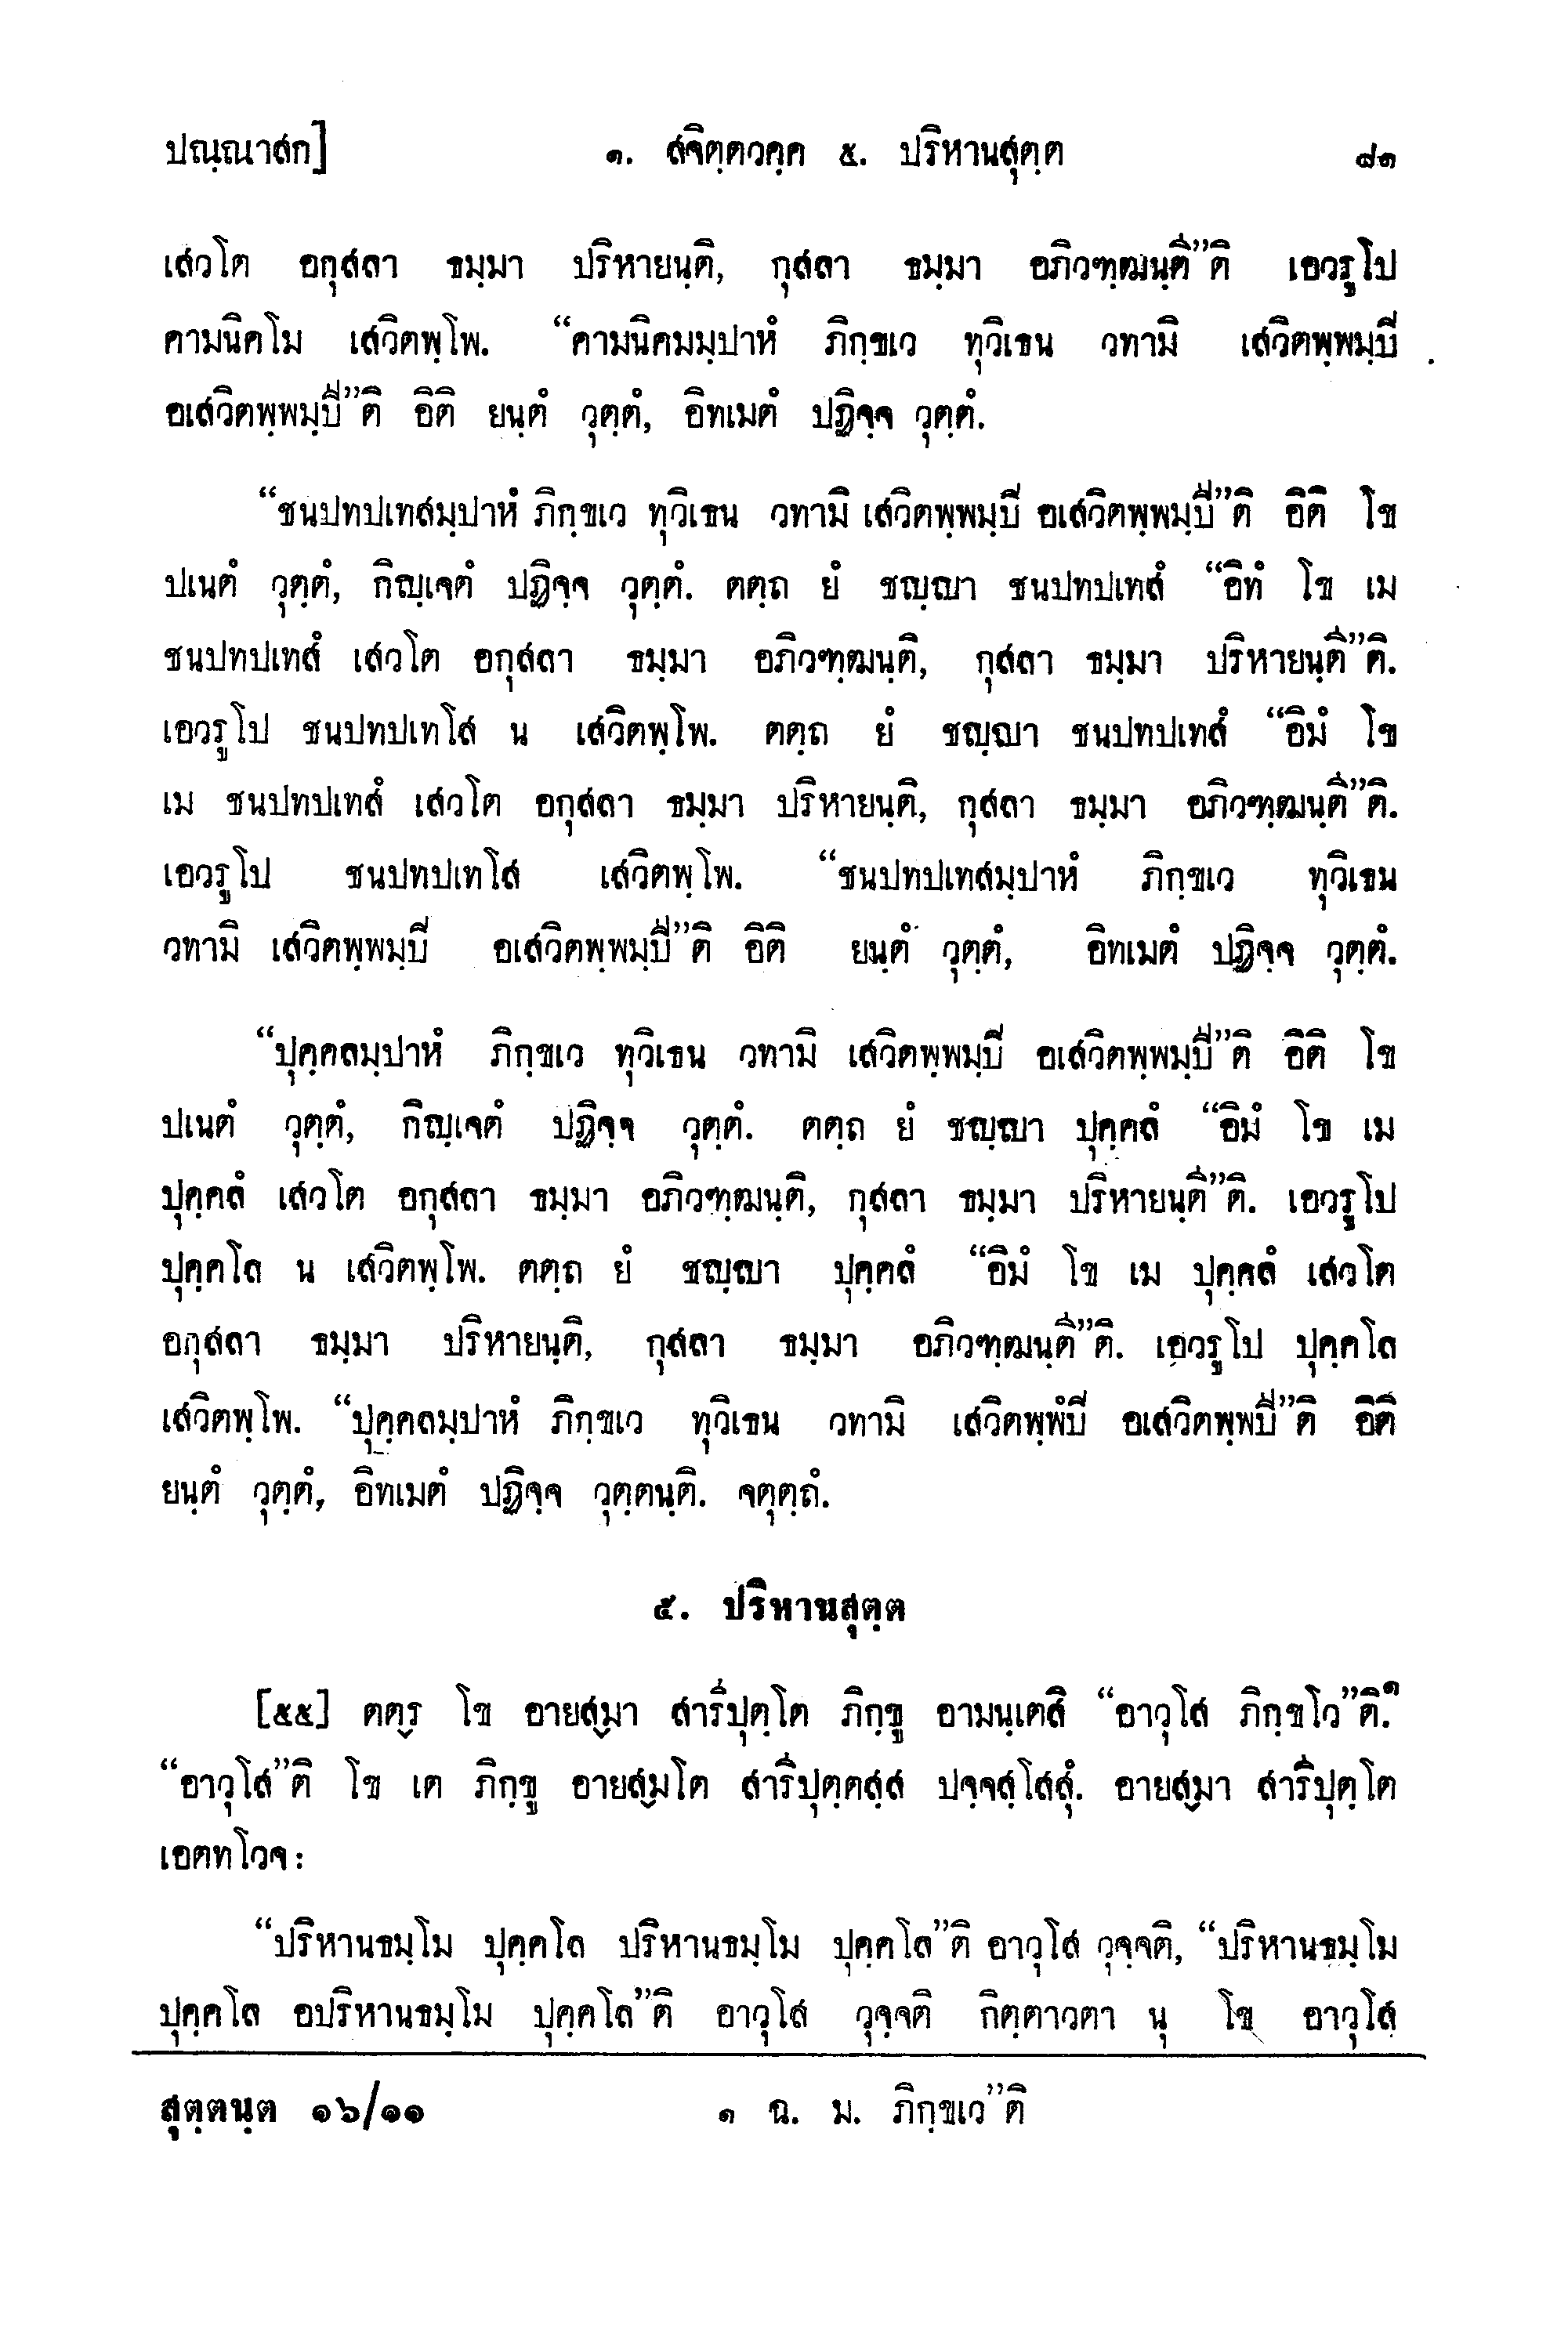 ปณฺณาสก]	๑. สจิตฺตวคฺค ๕. ปริหานสุตฺต	๘๑
เสวโต อกุสลา ธมฺมา ปริหายนฺติ, กุสลา ธมฺมา อภิวฑฺฒนฺตี”ติ เอวรูโป
คามนิคโม เสวิตพฺโพ. “คามนิคมมฺปาหํ ภิกฺขเว ทุวิเธน วทามิ เสวิตพฺพมฺปี
อเสวิตพฺพมฺปี”ติ อิติ ยนฺตํ วุตฺตํ, อิทเมตํ ปฏิจฺจ วุตฺตํ.
“ชนปทปเทสมฺปาหํ ภิกฺขเว ทุวิเธน วทามิ เสวิตพฺพมฺปี อเสวิตพฺพมฺปี”ติ อิติ โข
ปเนตํ วุตฺตํ, กิญฺเจตํ ปฏิจฺจ วุตฺตํ. ตตฺถ ยํ ชญฺญา ชนปทปเทสํ “อิทํ โข เม
ชนปทปเทสํ เสวโต อกุสลา ธมฺมา อภิวฑฺฒนฺติ, กุสลา ธมฺมา ปริหายนฺตี”ติ.
เอวรูโป ชนปทปเทโส น เสวิตพฺโพ. ตตฺถ ยํ ชญฺญา ชนปทปเทสํ “อิมํ โข
เม ชนปทปเทสํ เสวโต อกุสลา ธมฺมา ปริหายนฺติ, กุสลา ธมฺมา อภิวฑฺฒนฺตี”ติ.
เอวรูโป ชนปทปเทโส เสวิตพฺโพ. “ชนปทปเทสมฺปาหํ ภิกฺขเว ทุวิเธน
วทามิ เสวิตพฺพมฺปี อเสวิตพฺพมฺปี”ติ อิติ ยนฺตํ วุตฺตํ, อิทเมตํ ปฏิจฺจ วุตฺตํ.
“ปุคฺคลมฺปาหํ ภิกฺขเว ทุวิเธน วทามิ เสวิตพฺพมฺปี อเสวิตพฺพมฺปี”ติ อิติ โข
ปเนตํ วุตฺตํ, กิญฺเจตํ ปฏิจฺจ วุตฺตํ. ตตฺถ ยํ ชญฺญา ปุคฺคลํ “อิมํ โข เม
ปุคฺคลํ เสวโต อกุสลา ธมฺมา อภิวฑฺฒนฺติ, กุสลา ธมฺมา ปริหายนฺตี”ติ. เอวรูโป
ปุคฺคโล น เสวิตพฺโพ. ตตฺถ ยํ ชญฺญา ปุคฺคลํ “อิมํ โข เม ปุคฺคลํ เสวโต
อกุสลา ธมฺมา ปริหายนฺติ, กุสลา ธมฺมา อภิวฑฺฒนฺตี”ติ. เอวรูโป ปุคฺคโล
เสวิตพฺโพ. “ปุคฺคลมฺปาหํ ภิกฺขเว ทุวิเธน วทามิ เสวิตพฺพํปี อเสวิตพฺพปี”ติ อิติ
ยนฺตํ วุตฺตํ, อิทเมตํ ปฏิจฺจ วุตฺตนฺติ. จตุตฺถํ.
๕. ปริหานสุตฺต
[๕๕] ตตฺร โข อายสฺมา สารีปุตฺโต ภิกฺขู อามนฺเตสิ “อาวุโส ภิกฺขโว”ติ.๑
“อาวุโส”ติ โข เต ภิกฺขู อายสฺมโต สารีปุตฺตสฺส ปจฺจสฺโสสุํ. อายสฺมา สารีปุตฺโต
เอตทโวจ:
“ปริหานธมฺโม ปุคฺคโล ปริหานธมฺโม ปุคฺคโล”ติ อาวุโส วุจฺจติ, “ปริหานธมฺโม
ปุคฺคโล อปริหานธมฺโม ปุคฺคโล”ติ อาวุโส วุจฺจติ กิตฺตาวตา นุ โข อาวุโส
สุตฺตนฺต ๑๖/๑๑	๑ ฉ. ม. ภิกฺขเว”ติ